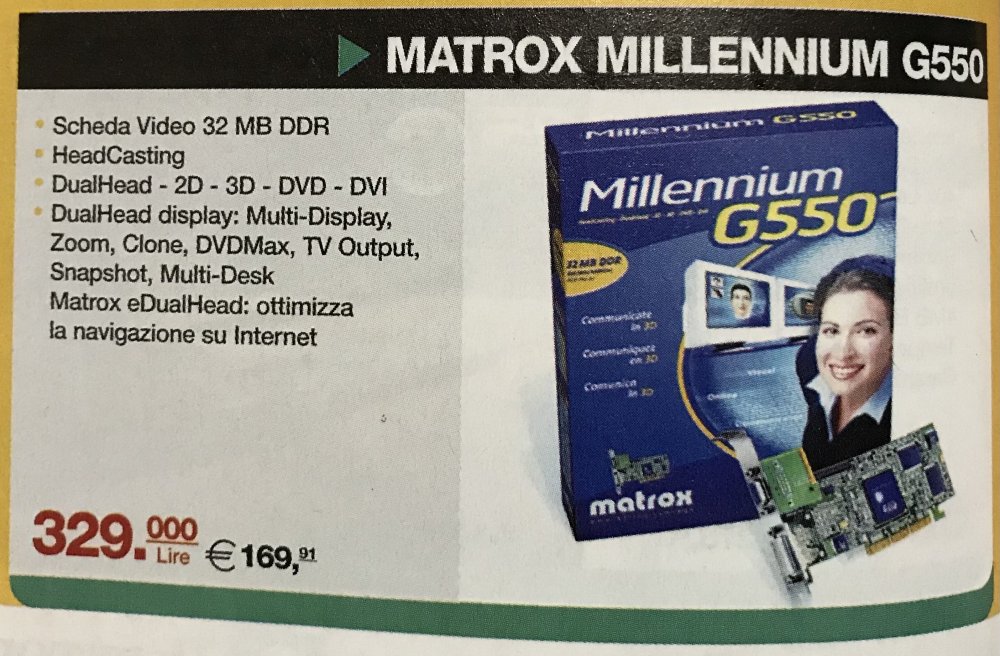 MATROX MILLENNIUM G550
Scheda Video 32 MB DDR
HeadCasting
DualHead - 2D - 3D - DVD - DVI
DualHead display: Multi-Display,
Zoom, Clone, DVDMax, TV Output,
Snapshot, Multi-Desk
Matrox eDualHead: ottimizza
la navigazione su Internet
329.000
Lire
€ 169,91
Millennium G550
Millennium
G550
32 MB DDR
Communicate
in 3D
Communiquez
en 3D
Comunica
in 3D
Visual
Online
matrox